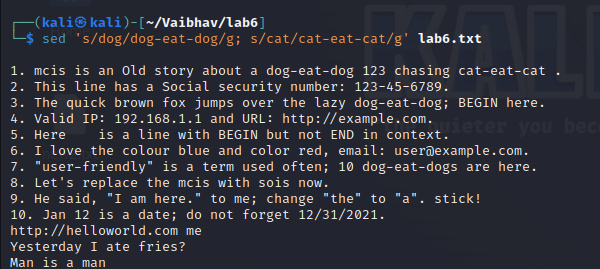 ┌──(kali㉿kali)-[~/Vaibhav/lab6]
└─$ sed 's/dog/dog-eat-dog/g; s/cat/cat-eat-cat/g' lab6.txt
1. mcis is an Old story about a dog-eat-dog 123 chasing cat-eat-cat .
2. This line has a Social security number: 123-45-6789.
3. The quick brown fox jumps over the lazy dog-eat-dog; BEGIN here.
4. Valid IP: 192.168.1.1 and URL: http://example.com.
5. Here    is a line with BEGIN but not END in context.
6. I love the colour blue and color red, email: user@example.com.
7. "user-friendly" is a term used often; 10 dog-eat-dogs are here.
8. Let's replace the mcis with sois now.
9. He said, "I am here." to me; change "the" to "a". stick!
10. Jan 12 is a date; do not forget 12/31/2021.
http://helloworld.com me
Yesterday I ate fries?
Man is a man